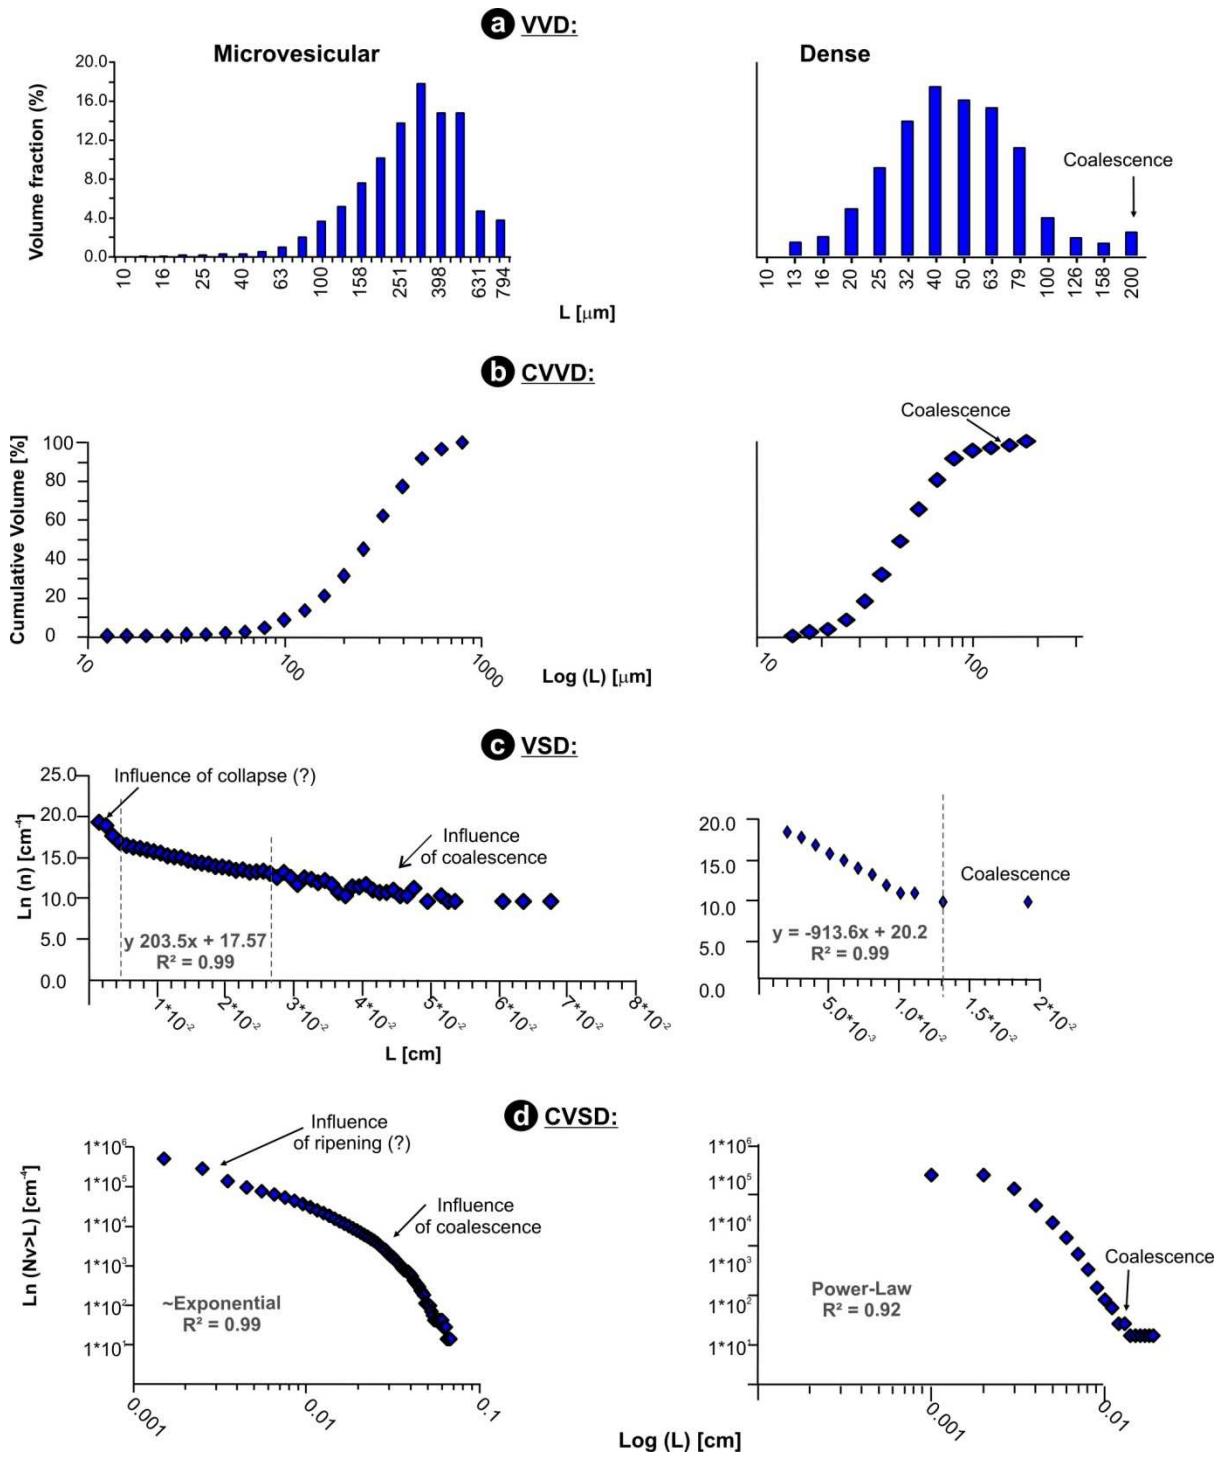 a VVD:
Microvesicular
Dense
Volume fraction (%)
20.0
16.0
12.0
8.0
4.0
0.0
10
16
25
40
63
100
158
251
398
631
794
Coalescence
10
13
16
20
25
32
40
50
63
79
100
126
158
200
L [μm]
b CVVD:
Cumulative Volume [%]
100
80
60
40
20
0
10
100
1000
Coalescence
10
100
Log (L) [μm]
c VSD:
Ln (n) [cm⁻⁴]
25.0
20.0
15.0
10.0
5.0
0.0
Influence of collapse (?)
Influence
of coalescence
y 203.5x + 17.57
R² = 0.99
1*10⁻²
2*10⁻²
3*10⁻²
4*10⁻²
5*10⁻²
6*10⁻²
7*10⁻²
8*10⁻²
L [cm]
20.0
15.0
10.0
5.0
0.0
Coalescence
y = -913.6x + 20.2
R² = 0.99
5.0*10⁻³
1.0*10⁻²
1.5*10⁻²
2*10⁻²
d CVSD:
Ln (Nv>L) [cm⁻⁴]
1*10⁶
1*10⁵
1*10⁴
1*10³
1*10²
1*10¹
Influence
of ripening (?)
Influence
of coalescence
~Exponential
R² = 0.99
0.001
0.01
0.1
1*10⁶
1*10⁵
1*10⁴
1*10³
1*10²
1*10¹
Coalescence
Power-Law
R² = 0.92
0.001
0.01
Log (L) [cm]